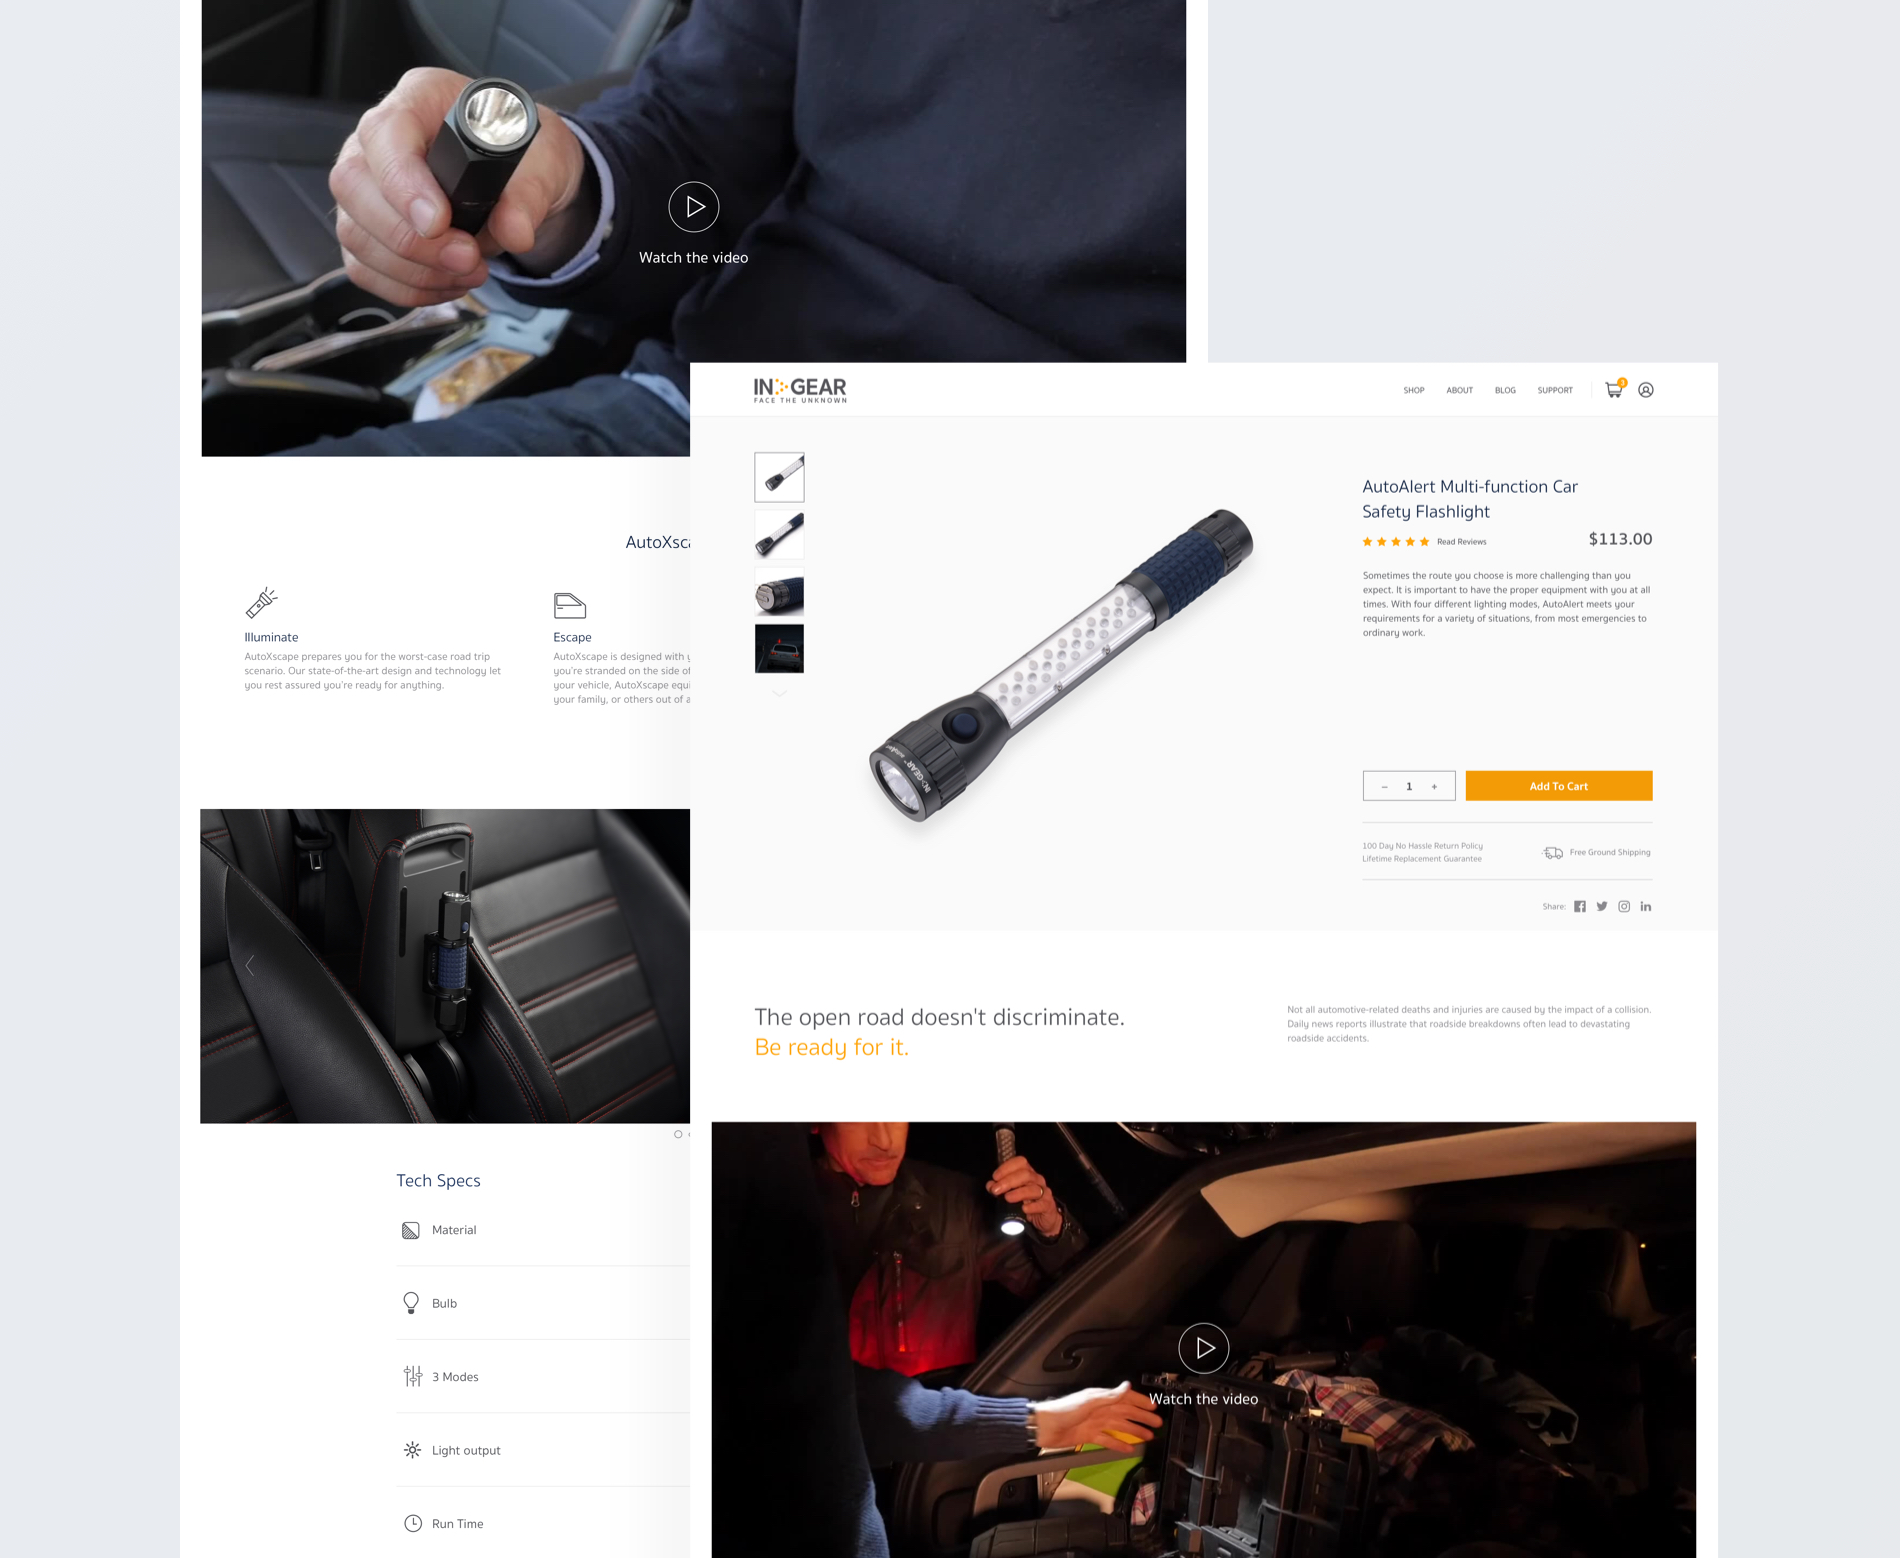 Watch the video
AutoXsca
Illuminate
AutoXscape prepares you for the worst-case road trip
scenario. Our state-of-the-art design and technology let
you rest assured you're ready for anything.
Escape
AutoXscape is designed with y
you're stranded on the side of
your vehicle, AutoXscape equi
your family, or others out of a
Tech Specs
Material
Bulb
3 Modes
Light output
Run Time
IN GEAR
FACE THE UNKNOWN
SHOP
ABOUT
BLOG
SUPPORT
AutoAlert Multi-function Car
Safety Flashlight
Read Reviews
$113.00
Sometimes the route you choose is more challenging than you
expect. It is important to have the proper equipment with you at all
times. With four different lighting modes, AutoAlert meets your
requirements for a variety of situations, from most emergencies to
ordinary work.
– 1 +
Add To Cart
100 Day No Hassle Return Policy
Lifetime Replacement Guarantee
Free Ground Shipping
Share:
IN GEAR autoalert
The open road doesn't discriminate.
Be ready for it.
Not all automotive-related deaths and injuries are caused by the impact of a collision.
Daily news reports illustrate that roadside breakdowns often lead to devastating
roadside accidents.
Watch the video